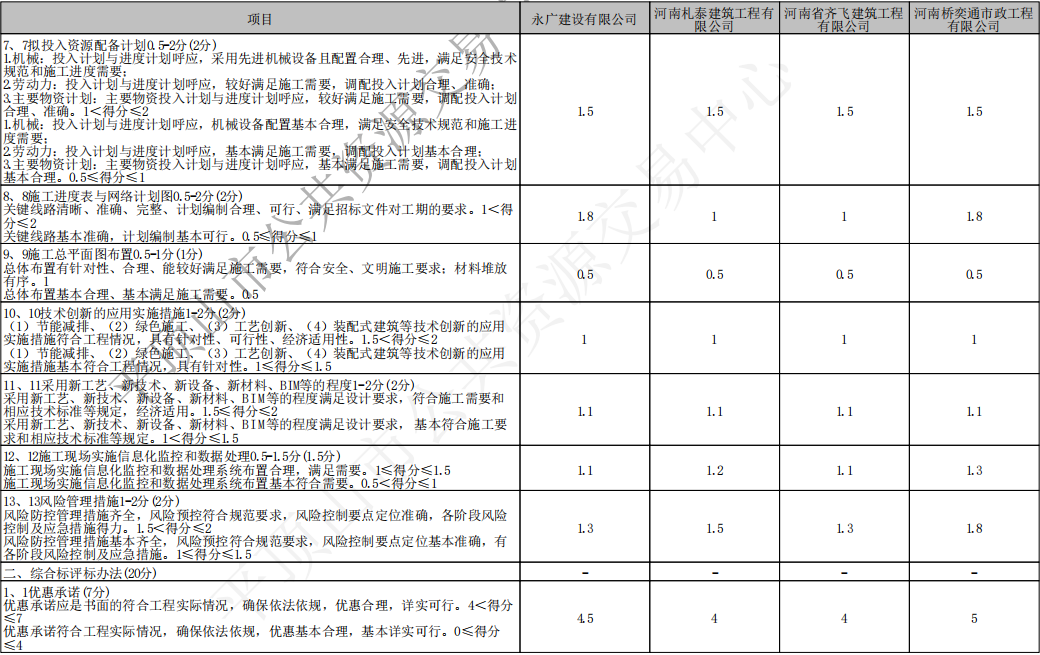 项目 永广建设有限公司 河南札泰建筑工程有 河南省齐飞建筑工程 河南桥奕通市政工程
限公司 有限公司 有限公司
7、7拟投入资源配备计划0.5-2分(2分)
1.机械：投入计划与进度计划呼应，采用先进机械设备且配置合理、先进，满足安全技术
规范和施工进度需要；
2.劳动力：投入计划与进度计划呼应，较好满足施工需要，调配投入计划合理、准确；
3.主要物资计划：主要物资投入计划与进度计划呼应，较好满足施工需要，调配投入计划
合理、准确。1＜得分≤2
1.机械：投入计划与进度计划呼应，机械设备配置基本合理，满足安全技术规范和施工进
度需要；
2.劳动力：投入计划与进度计划呼应，基本满足施工需要，调配投入计划基本合理；
3.主要物资计划：主要物资投入计划与进度计划呼应，基本满足施工需要，调配投入计划
基本合理。0.5≤得分≤1
1.5 1.5 1.5 1.5
8、8施工进度表与网络计划图0.5-2分(2分)
关键线路清晰、准确、完整、计划编制合理、可行、满足招标文件对工期的要求。1＜得
分≤2
关键线路基本准确，计划编制基本可行。0.5≤得分≤1
1.8 1 1 1.8
9、9施工总平面图布置0.5-1分(1分)
总体布置有针对性、合理、能较好满足施工需要，符合安全、文明施工要求；材料堆放
有序。1
总体布置基本合理、基本满足施工需要。0.5
0.5 0.5 0.5 0.5
10、10技术创新的应用实施措施1-2分(2分)
（1）节能减排、（2）绿色施工、（3）工艺创新、（4）装配式建筑等技术创新的应用
实施措施符合工程情况，具有针对性、可行性、经济适用性。1.5＜得分≤2
（1）节能减排、（2）绿色施工、（3）工艺创新、（4）装配式建筑等技术创新的应用
实施措施基本符合工程情况，具有针对性。1≤得分≤1.5
1 1 1 1
11、11采用新工艺、新技术、新设备、新材料、BIM等的程度1-2分(2分)
采用新工艺、新技术、新设备、新材料、BIM等的程度满足设计要求，符合施工需要和
相应技术标准等规定，经济适用。1.5≤得分≤2
采用新工艺、新技术、新设备、新材料、BIM等的程度满足设计要求， 基本符合施工要
求和相应技术标准等规定。1＜得分≤1.5
1.1 1.1 1.1 1.1
12、12施工现场实施信息化监控和数据处理0.5-1.5分(1.5分)
施工现场实施信息化监控和数据处理系统布置合理，满足需要。1≤得分≤1.5
施工现场实施信息化监控和数据处理系统布置基本符合需要。0.5＜得分≤1
1.1 1.2 1.1 1.3
13、13风险管理措施1-2分(2分)
风险防控管理措施齐全，风险预控符合规范要求，风险控制要点定位准确，各阶段风险
控制及应急措施得力。1.5＜得分≤2
风险防控管理措施基本齐全，风险预控符合规范要求，风险控制要点定位基本准确，有
各阶段风险控制及应急措施。1≤得分≤1.5
1.3 1.5 1.3 1.8
二、综合标评标办法(20分) - - - -
1、1优惠承诺(7分)
优惠承诺应是书面的符合工程实际情况，确保依法依规，优惠合理，详实可行。4＜得分
≤7
优惠承诺符合工程实际情况，确保依法依规，优惠基本合理，基本详实可行。0≤得分
≤4
4.5 4 4 5
平顶山市公共资源交易
平顶山市公共资源交易中心